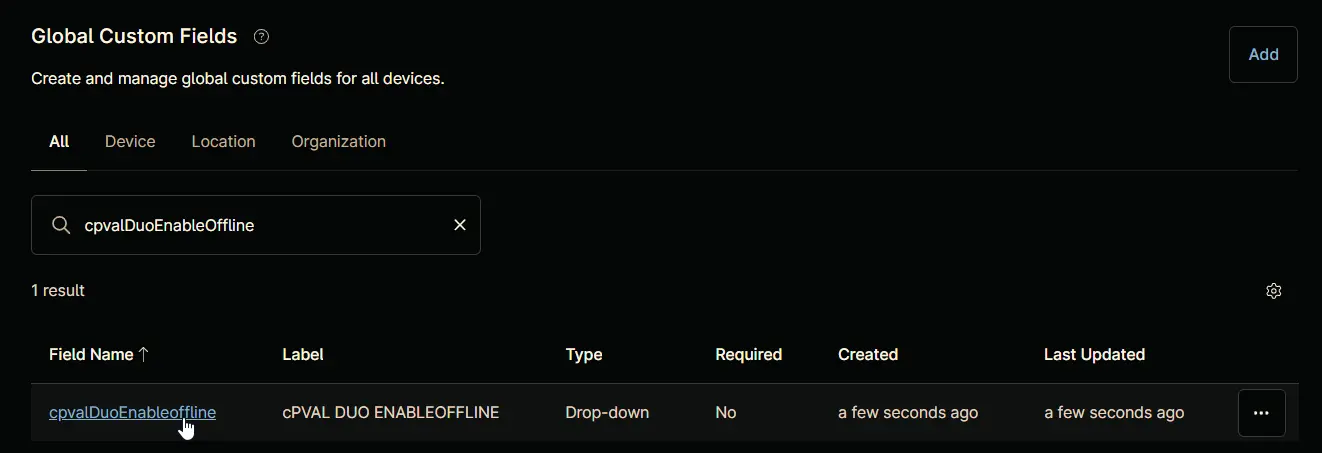 Global Custom Fields ?
Add
Create and manage global custom fields for all devices.
All Device Location Organization
cpvalDuoEnableOffline
1 result
Field Name ↑ Label Type Required Created Last Updated
cpvalDuoEnableoffline cPVAL DUO ENABLEOFFLINE Drop-down No a few seconds ago a few seconds ago